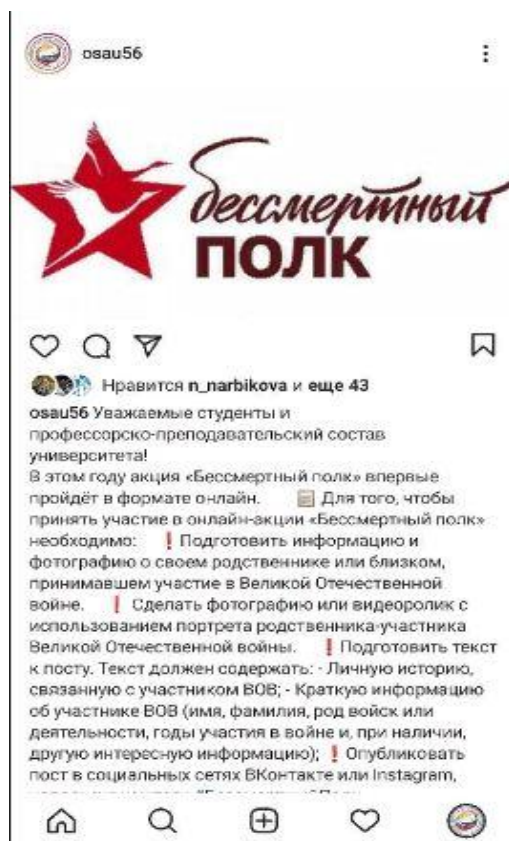 osau56
бессмертный
ПОЛК
Нравится n_narbikova и еще 43
osau56 Уважаемые студенты и
профессорско-преподавательский состав
университета!
В этом году акция «Бессмертный полк» впервые
пройдёт в формате онлайн. 🗒 Для того, чтобы
принять участие в онлайн-акции «Бессмертный полк»
необходимо: ❗ Подготовить информацию и
фотографию о своем родственнике или близком,
принимавшем участие в Великой Отечественной
войне. ❗ Сделать фотографию или видеоролик с
использованием портрета родственника-участника
Великой Отечественной войны. ❗ Подготовить текст
к посту. Текст должен содержать: - Личную историю,
связанную с участником ВОВ; - Краткую информацию
об участнике ВОВ (имя, фамилия, род войск или
деятельности, годы участия в войне и, при наличии,
другую интересную информацию); ❗ Опубликовать
пост в социальных сетях ВКонтакте или Instagram,